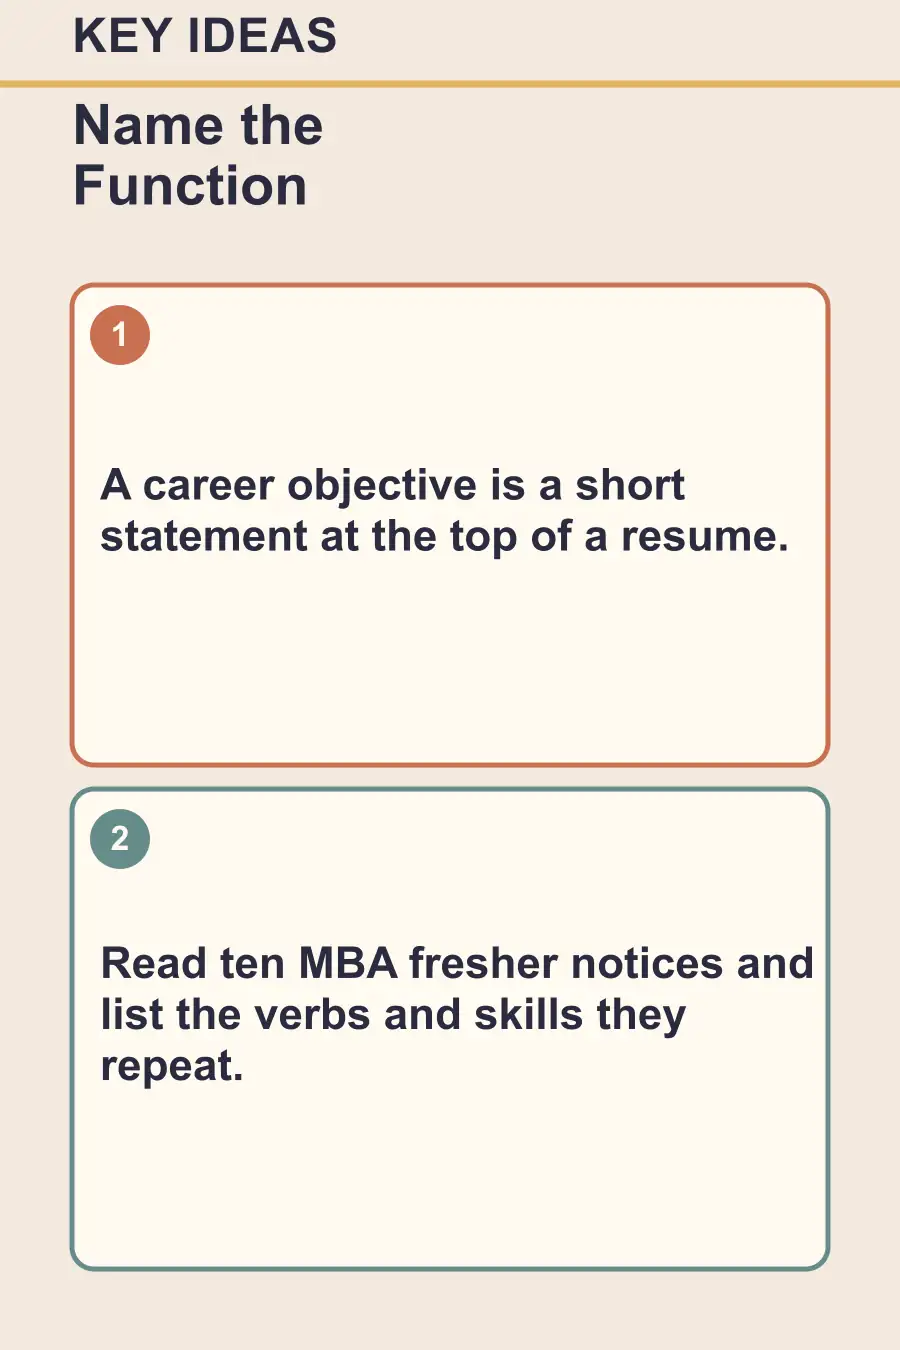 KEY IDEAS
Name the
Function
1
A career objective is a short
statement at the top of a resume.
2
Read ten MBA fresher notices and
list the verbs and skills they
repeat.